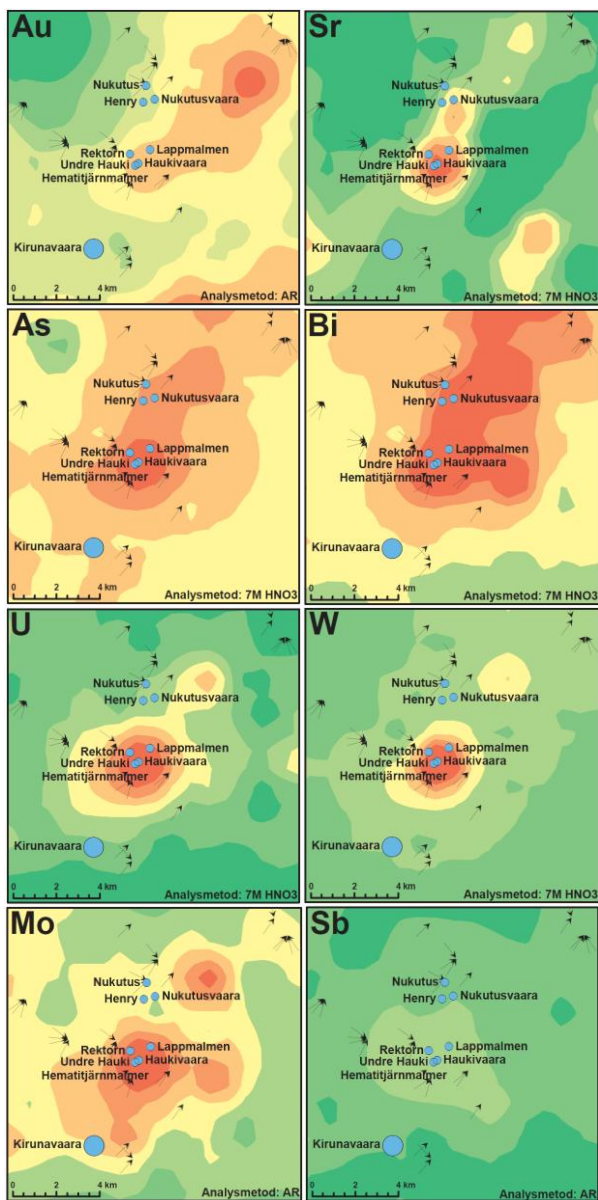 Au
Nukutus
Henry
Nukutusvaara
Rektorn
Lappmalmen
Undre Hauki
Haukivaara
Hematitjärnmalmer
Kirunavaara
0 2 4 km
Analysmetod: AR
Sr
Nukutus
Henry
Nukutusvaara
Rektorn
Lappmalmen
Undre Hauki
Haukivaara
Hematitjärnmalmer
Kirunavaara
0 2 4 km
Analysmetod: 7M HNO3
As
Nukutus
Henry
Nukutusvaara
Rektorn
Lappmalmen
Undre Hauki
Haukivaara
Hematitjärnmalmer
Kirunavaara
0 2 4 km
Analysmetod: 7M HNO3
Bi
Nukutus
Henry
Nukutusvaara
Rektorn
Lappmalmen
Undre Hauki
Haukivaara
Hematitjärnmalmer
Kirunavaara
0 2 4 km
Analysmetod: 7M HNO3
U
Nukutus
Henry
Nukutusvaara
Rektorn
Lappmalmen
Undre Hauki
Haukivaara
Hematitjärnmalmer
Kirunavaara
0 2 4 km
Analysmetod: 7M HNO3
W
Nukutus
Henry
Nukutusvaara
Rektorn
Lappmalmen
Undre Hauki
Haukivaara
Hematitjärnmalmer
Kirunavaara
0 2 4 km
Analysmetod: 7M HNO3
Mo
Nukutus
Henry
Nukutusvaara
Rektorn
Lappmalmen
Undre Hauki
Haukivaara
Hematitjärnmalmer
Kirunavaara
0 2 4 km
Analysmetod: AR
Sb
Nukutus
Henry
Nukutusvaara
Rektorn
Lappmalmen
Undre Hauki
Haukivaara
Hematitjärnmalmer
Kirunavaara
0 2 4 km
Analysmetod: AR